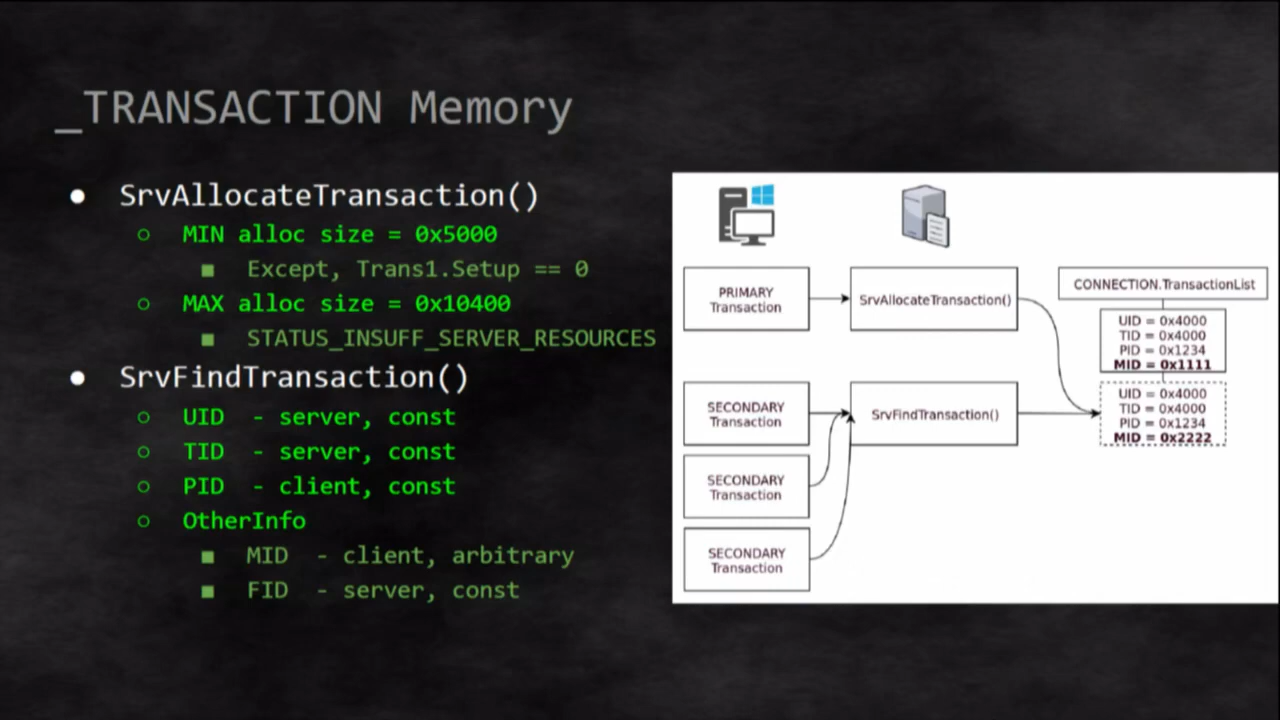 _TRANSACTION Memory
● SrvAllocateTransaction()
○ MIN alloc size = 0x5000
■ Except, Trans1.Setup == 0
○ MAX alloc size = 0x10400
■ STATUS_INSUFF_SERVER_RESOURCES
● SrvFindTransaction()
○ UID - server, const
○ TID - server, const
○ PID - client, const
○ OtherInfo
■ MID - client, arbitrary
■ FID - server, const
PRIMARY
Transaction
SrvAllocateTransaction()
CONNECTION.TransactionList
UID = 0x4000
TID = 0x4000
PID = 0x1234
MID = 0x1111
SECONDARY
Transaction
SrvFindTransaction()
UID = 0x4000
TID = 0x4000
PID = 0x1234
MID = 0x2222
SECONDARY
Transaction
SECONDARY
Transaction